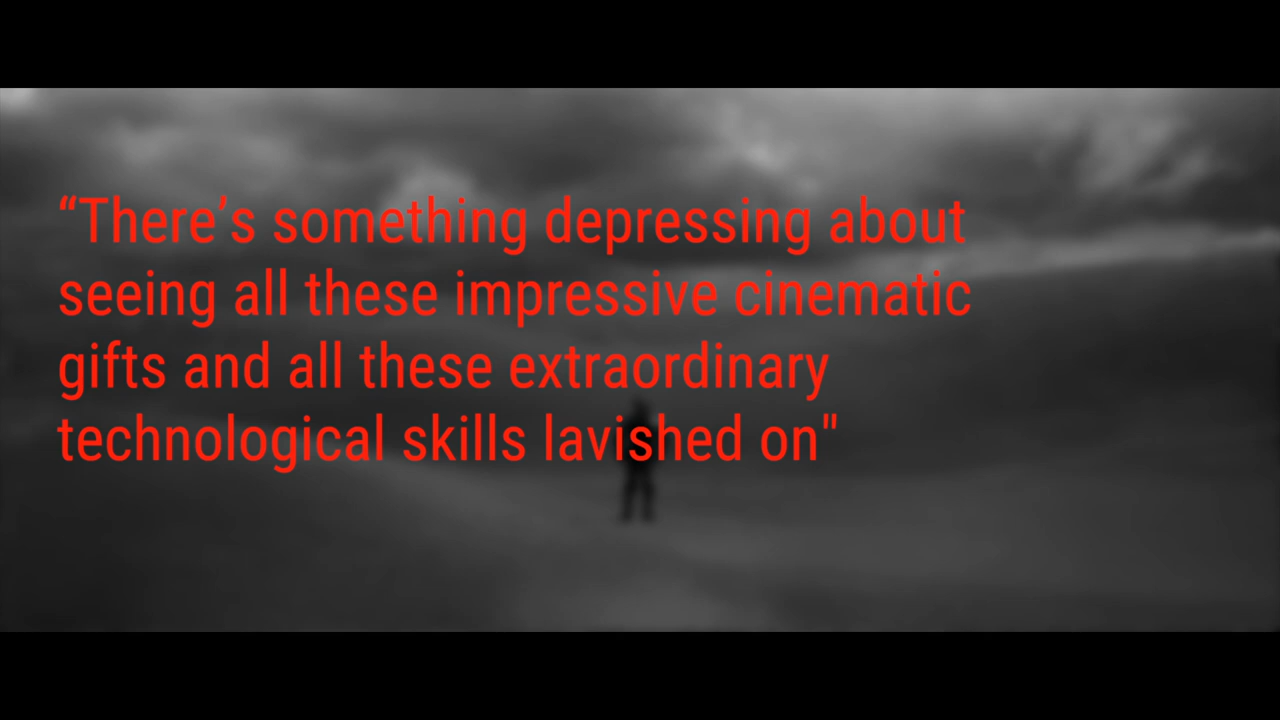 “There’s something depressing about
seeing all these impressive cinematic
gifts and all these extraordinary
technological skills lavished on"